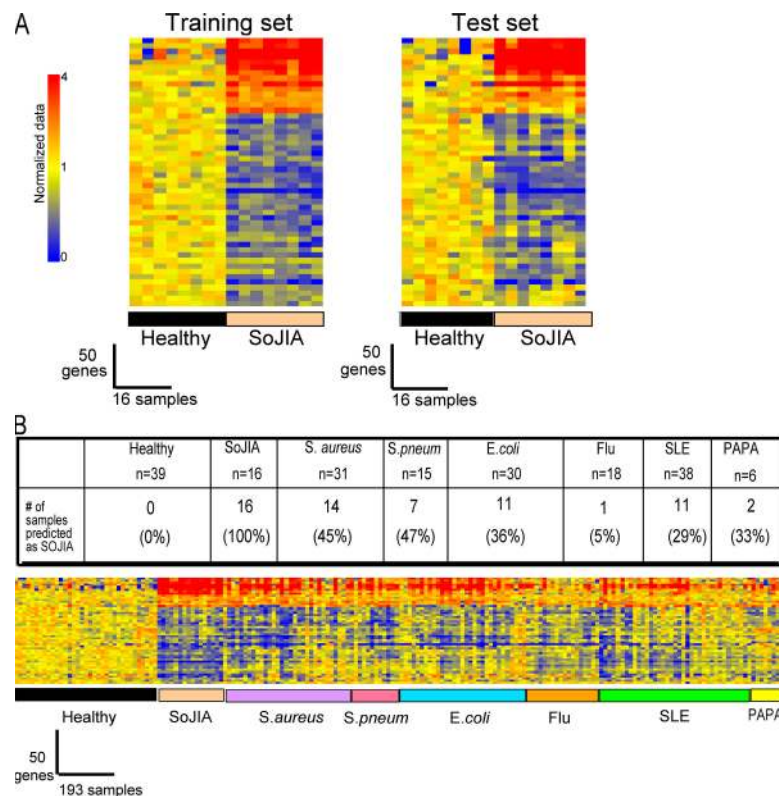 A
Training set
Test set
4
Normalized data
1
0
Healthy
SoJIA
Healthy
SoJIA
50
genes
16 samples
50
genes
16 samples
B
Healthy SoJIA S. aureus S.pneum E.coli Flu SLE PAPA
n=39 n=16 n=31 n=15 n=30 n=18 n=38 n=6
# of
samples
predicted
as SOJIA
0 16 14 7 11 1 11 2
(0%) (100%) (45%) (47%) (36%) (5%) (29%) (33%)
Healthy SoJIA S.aureus S.pneum E.coli Flu SLE PAPA
50
genes
193 samples